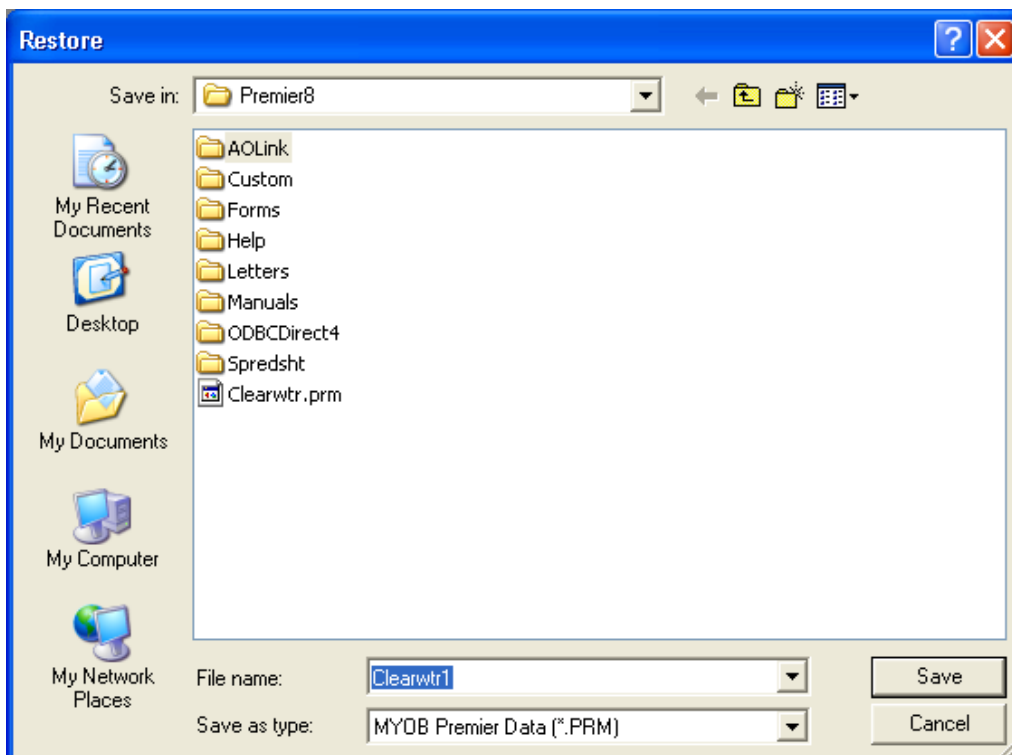 Restore
Save in:
Premier8
My Recent
Documents
Desktop
My Documents
My Computer
My Network
Places
AOLink
Custom
Forms
Help
Letters
Manuals
ODBCDirect4
Spredsht
Clearwtr.prm
File name:
Clearwtr1
Save
Save as type:
MYOB Premier Data (*.PRM)
Cancel